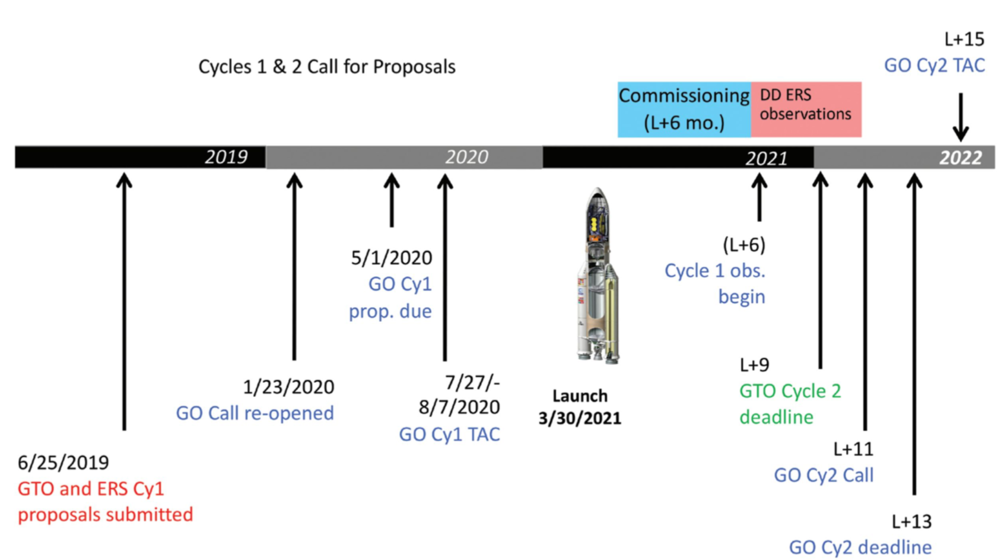 Cycles 1 & 2 Call for Proposals
L+15
GO Cy2 TAC
Commissioning
(L+6 mo.)
DD ERS
observations
2019
2020
2021
2022
6/25/2019
GTO and ERS Cy1
proposals submitted
1/23/2020
GO Call re-opened
5/1/2020
GO Cy1
prop. due
7/27/-
8/7/2020
GO Cy1 TAC
Launch
3/30/2021
(L+6)
Cycle 1 obs.
begin
L+9
GTO Cycle 2
deadline
L+11
GO Cy2 Call
L+13
GO Cy2 deadline